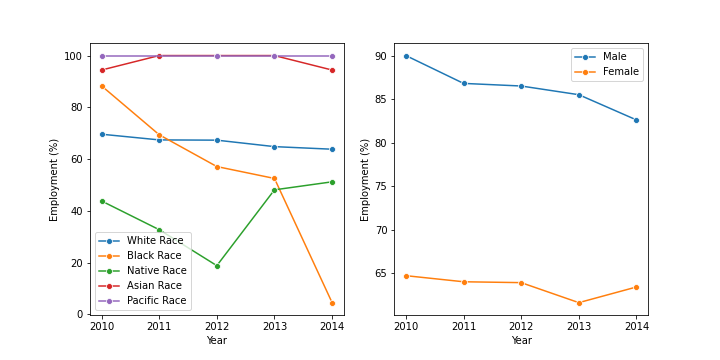 100
80
60
40
20
0
Employment (%)
White Race
Black Race
Native Race
Asian Race
Pacific Race
2010 2011 2012 2013 2014
Year
90
85
80
75
70
65
Employment (%)
Male
Female
2010 2011 2012 2013 2014
Year